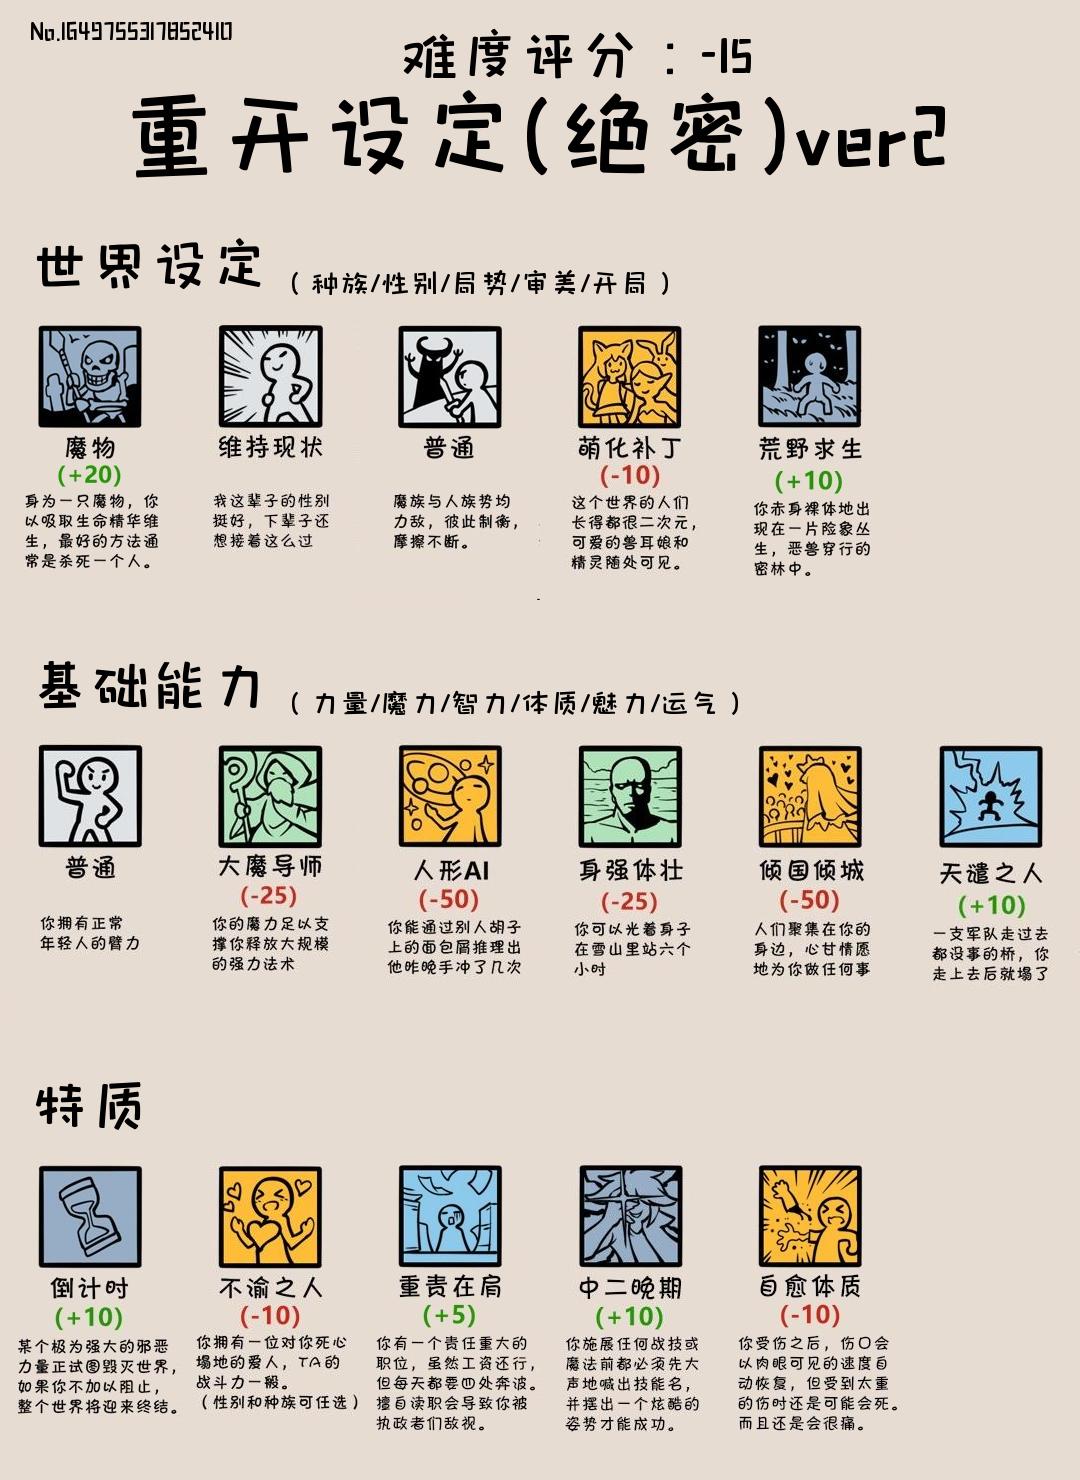 No.1649755317852410
难度评分：-15
重开设定(绝密)ver2
世界设定（种族/性别/局势/审美/开局）
魔物
(+20)
身为一只魔物，你
以吸取生命精华维
生，最好的方法通
常是杀死一个人。
维持现状
我这辈子的性别
挺好，下辈子还
想接着这么过
普通
魔族与人族势均
力敌，彼此制衡，
摩擦不断。
萌化补丁
(-10)
这个世界的人们
长得都很二次元，
可爱的兽耳娘和
精灵随处可见。
荒野求生
(+10)
你赤身裸体地出
现在一片险象丛
生，恶兽穿行的
密林中。
基础能力（力量/魔力/智力/体质/魅力/运气）
普通
你拥有正常
年轻人的臂力
大魔导师
(-25)
你的魔力足以支
撑你释放大规模
的强力法术
人形AI
(-50)
你能通过别人胡子
上的面包屑推理出
他昨晚手冲了几次
身强体壮
(-25)
你可以光着身子
在雪山里站六个
小时
倾国倾城
(-50)
人们聚集在你的
身边，心甘情愿
地为你做任何事
天谴之人
(+10)
一支军队走过去
都没事的桥，你
走上去后就塌了
特质
倒计时
(+10)
某个极为强大的邪恶
力量正试图毁灭世界，
如果你不加以阻止，
整个世界将迎来终结。
不渝之人
(-10)
你拥有一位对你死心
塌地的爱人，TA的
战斗力一般。
（性别和种族可任选）
重责在肩
(+5)
你有一个责任重大的
职位，虽然工资还行，
但每天都要四处奔波。
擅自渎职会导致你被
执政者们敌视。
中二晚期
(+10)
你施展任何战技或
魔法前都必须先大
声地喊出技能名，
并摆出一个炫酷的
姿势才能成功。
自愈体质
(-10)
你受伤之后，伤口会
以肉眼可见的速度自
动恢复，但受到太重
的伤时还是可能会死。
而且还是会很痛。